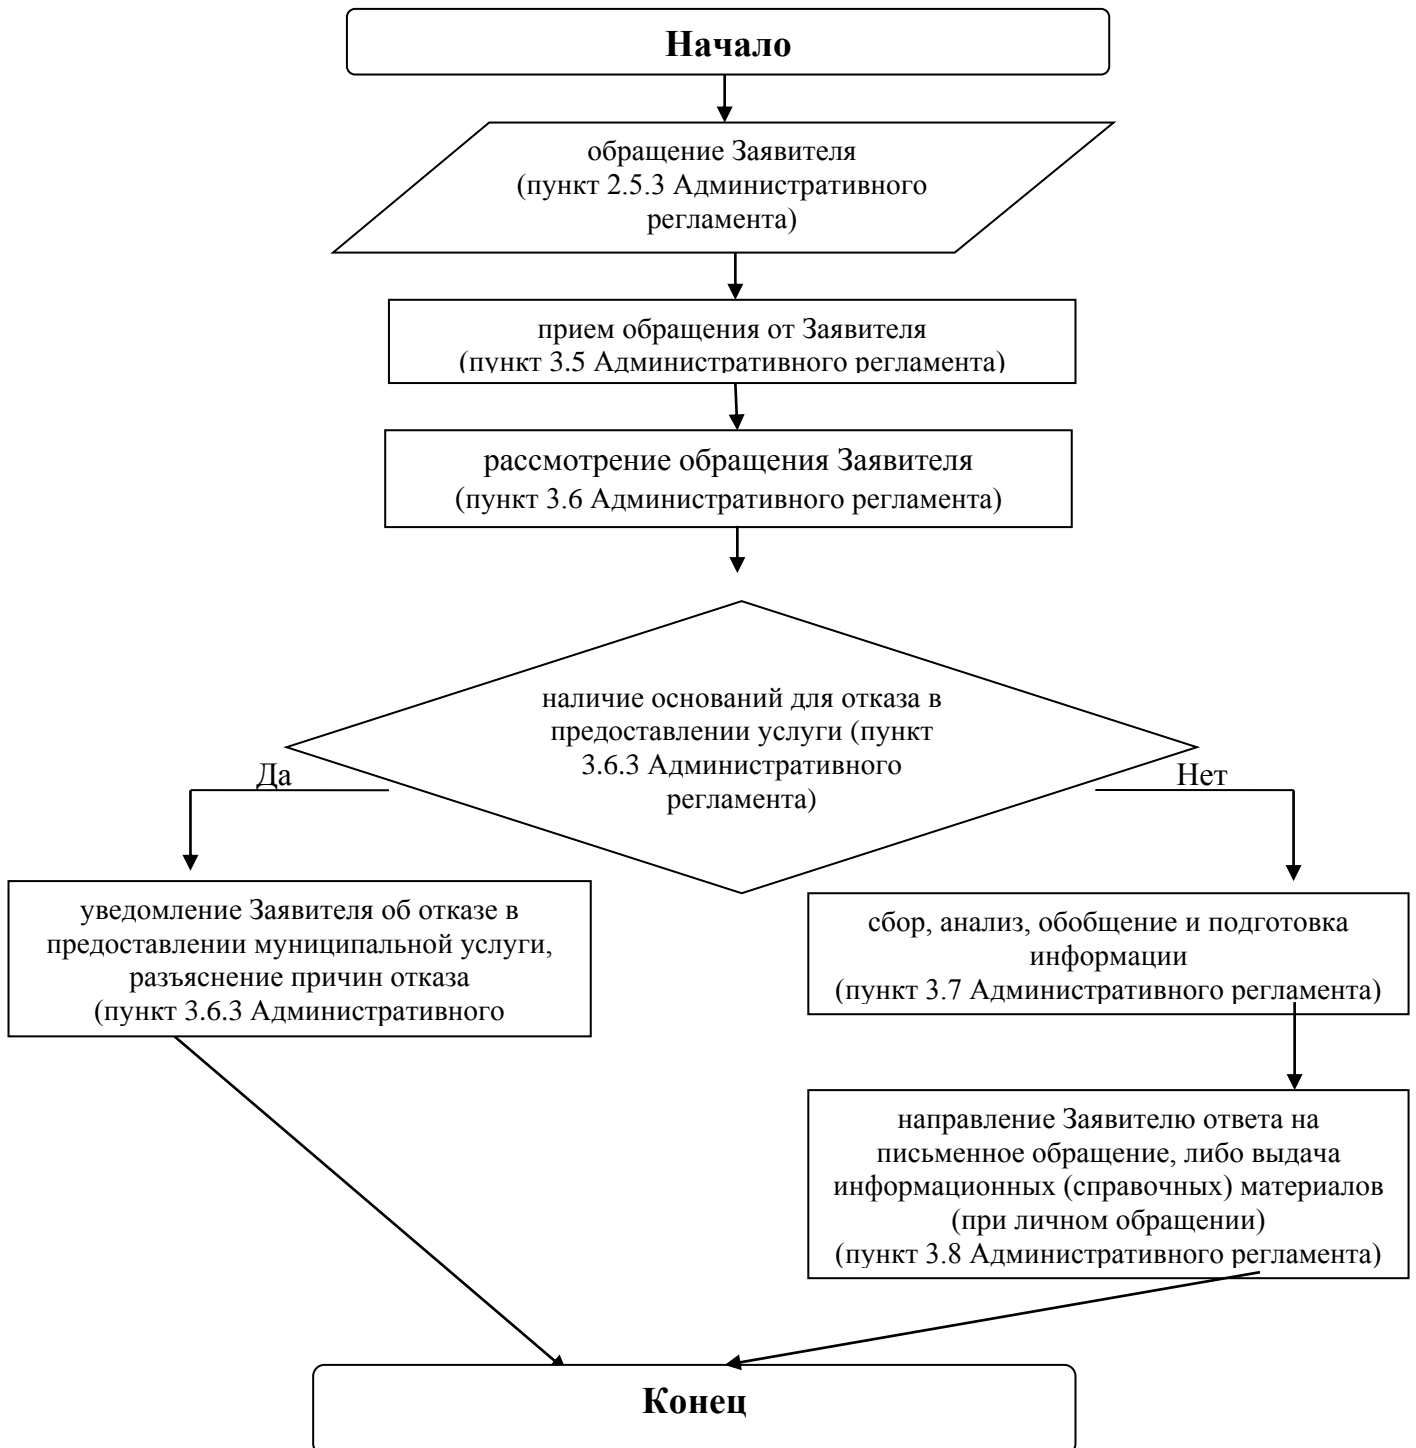 Начало
обращение Заявителя
(пункт 2.5.3 Административного
регламента)
прием обращения от Заявителя
(пункт 3.5 Административного регламента)
рассмотрение обращения Заявителя
(пункт 3.6 Административного регламента)
наличие оснований для отказа в
предоставлении услуги (пункт
3.6.3 Административного
регламента)
Да
Нет
уведомление Заявителя об отказе в
предоставлении муниципальной услуги,
разъяснение причин отказа
(пункт 3.6.3 Административного
сбор, анализ, обобщение и подготовка
информации
(пункт 3.7 Административного регламента)
направление Заявителю ответа на
письменное обращение, либо выдача
информационных (справочных) материалов
(при личном обращении)
(пункт 3.8 Административного регламента)
Конец